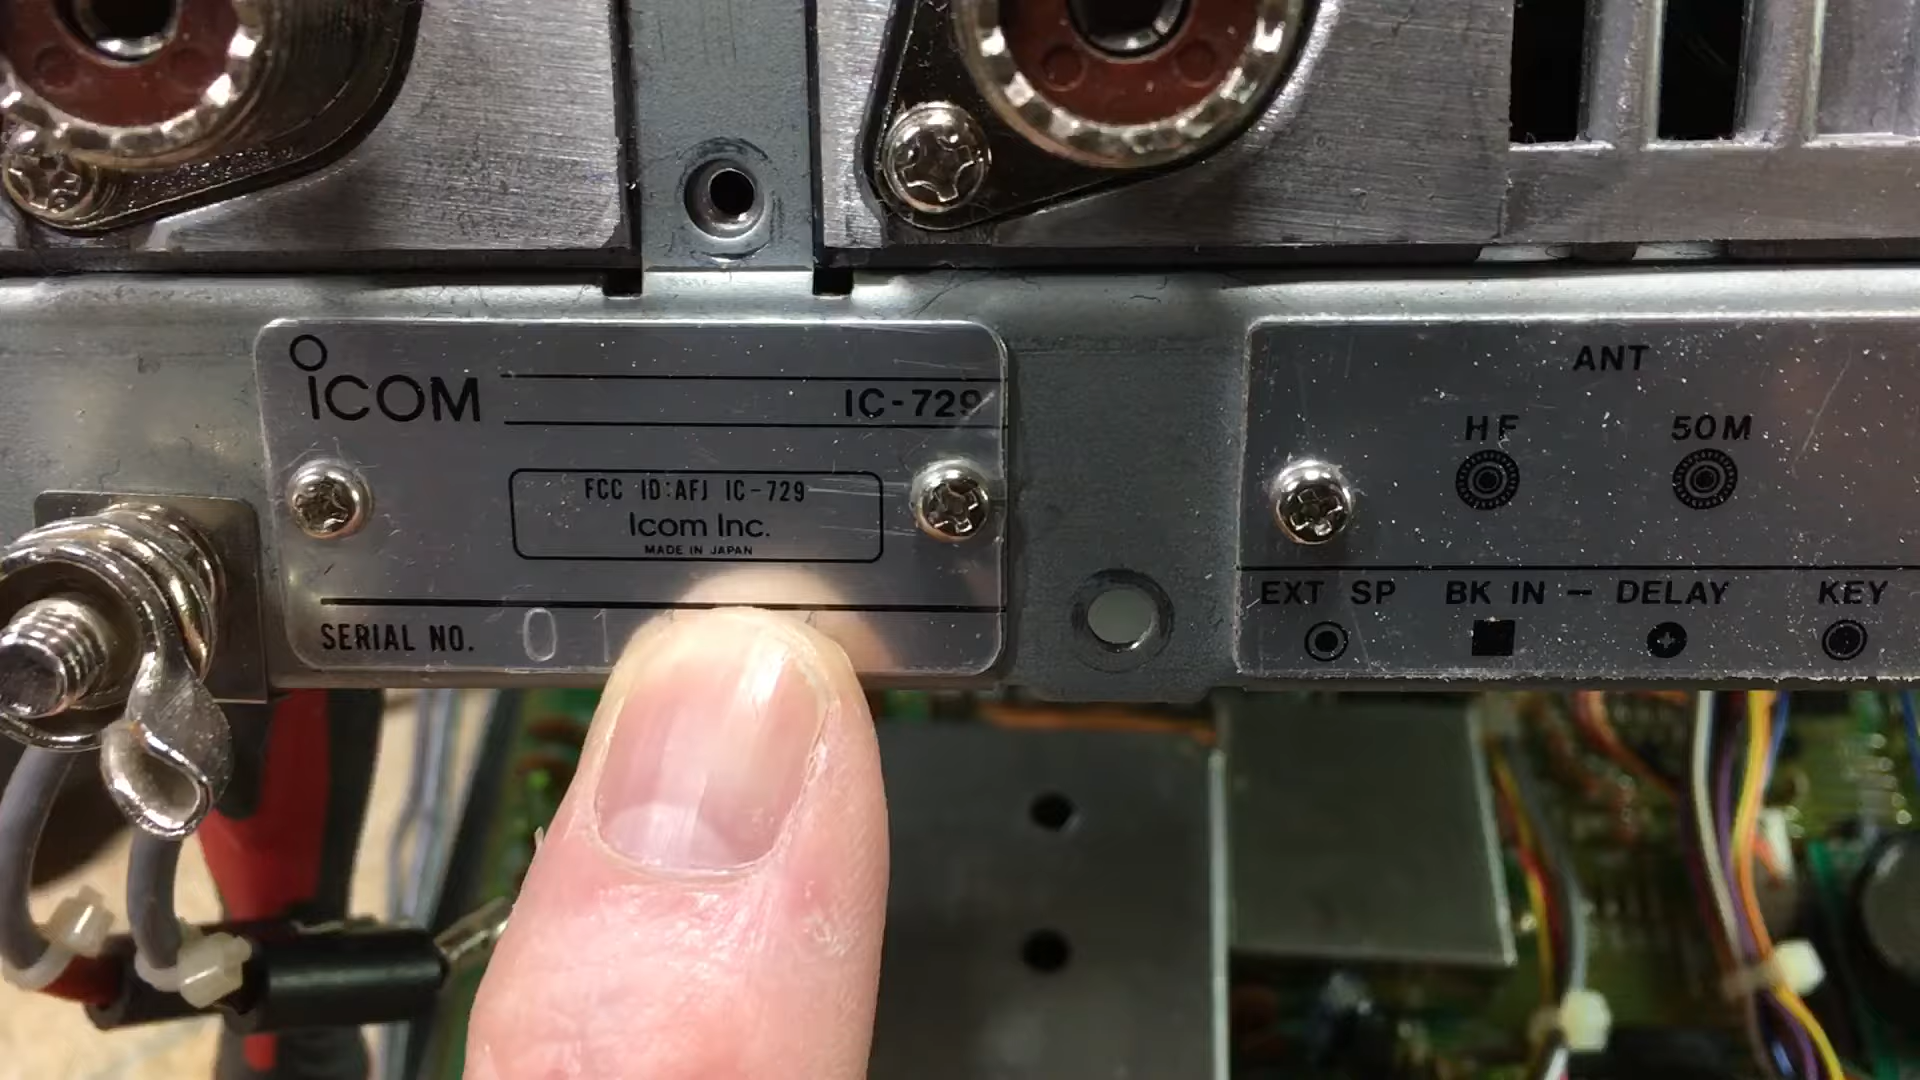 ICOM
IC-729
FCC ID:AFJ IC-729
Icom Inc.
MADE IN JAPAN
SERIAL NO. 01
ANT
HF 50M
EXT SP BK IN – DELAY KEY